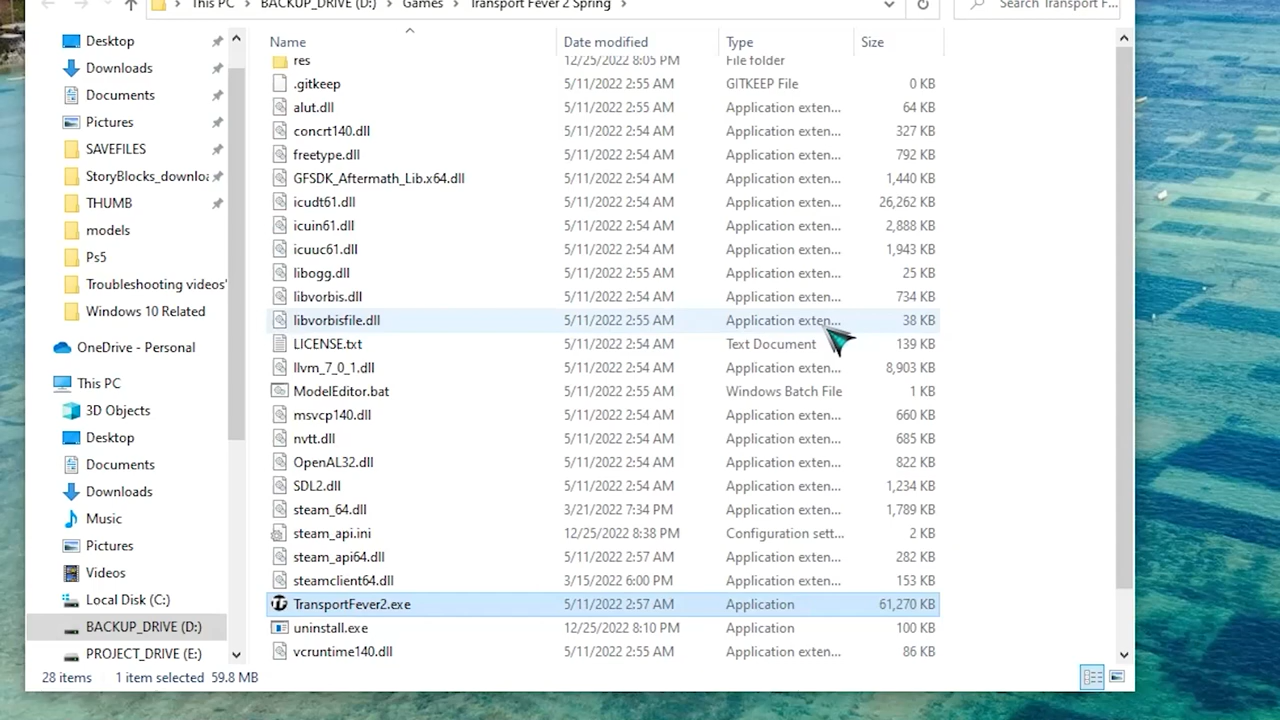 This PC > BACKUP_DRIVE (D:) > Games > Transport Fever 2 Spring >
Search Transport F...
Desktop
Downloads
Documents
Pictures
SAVEFILES
StoryBlocks_downloa
THUMB
models
Ps5
Troubleshooting videos'
Windows 10 Related
OneDrive - Personal
This PC
3D Objects
Desktop
Documents
Downloads
Music
Pictures
Videos
Local Disk (C:)
BACKUP_DRIVE (D:)
PROJECT_DRIVE (E:)
Name Date modified Type Size
res 12/25/2022 8:05 PM File folder
.gitkeep 5/11/2022 2:55 AM GITKEEP File 0 KB
alut.dll 5/11/2022 2:55 AM Application exten... 64 KB
concrt140.dll 5/11/2022 2:54 AM Application exten... 327 KB
freetype.dll 5/11/2022 2:54 AM Application exten... 792 KB
GFSDK_Aftermath_Lib.x64.dll 5/11/2022 2:54 AM Application exten... 1,440 KB
icudt61.dll 5/11/2022 2:54 AM Application exten... 26,262 KB
icuin61.dll 5/11/2022 2:54 AM Application exten... 2,888 KB
icuuc61.dll 5/11/2022 2:54 AM Application exten... 1,943 KB
libogg.dll 5/11/2022 2:55 AM Application exten... 25 KB
libvorbis.dll 5/11/2022 2:54 AM Application exten... 734 KB
libvorbisfile.dll 5/11/2022 2:55 AM Application exten... 38 KB
LICENSE.txt 5/11/2022 2:54 AM Text Document 139 KB
llvm_7_0_1.dll 5/11/2022 2:54 AM Application exten... 8,903 KB
ModelEditor.bat 5/11/2022 2:55 AM Windows Batch File 1 KB
msvcp140.dll 5/11/2022 2:54 AM Application exten... 660 KB
nvtt.dll 5/11/2022 2:54 AM Application exten... 685 KB
OpenAL32.dll 5/11/2022 2:54 AM Application exten... 822 KB
SDL2.dll 5/11/2022 2:54 AM Application exten... 1,234 KB
steam_64.dll 3/21/2022 7:34 PM Application exten... 1,789 KB
steam_api.ini 12/25/2022 8:38 PM Configuration sett... 2 KB
steam_api64.dll 5/11/2022 2:57 AM Application exten... 282 KB
steamclient64.dll 3/15/2022 6:00 PM Application exten... 153 KB
TransportFever2.exe 5/11/2022 2:57 AM Application 61,270 KB
uninstall.exe 12/25/2022 8:10 PM Application 100 KB
vcruntime140.dll 5/11/2022 2:55 AM Application exten... 86 KB
28 items 1 item selected 59.8 MB